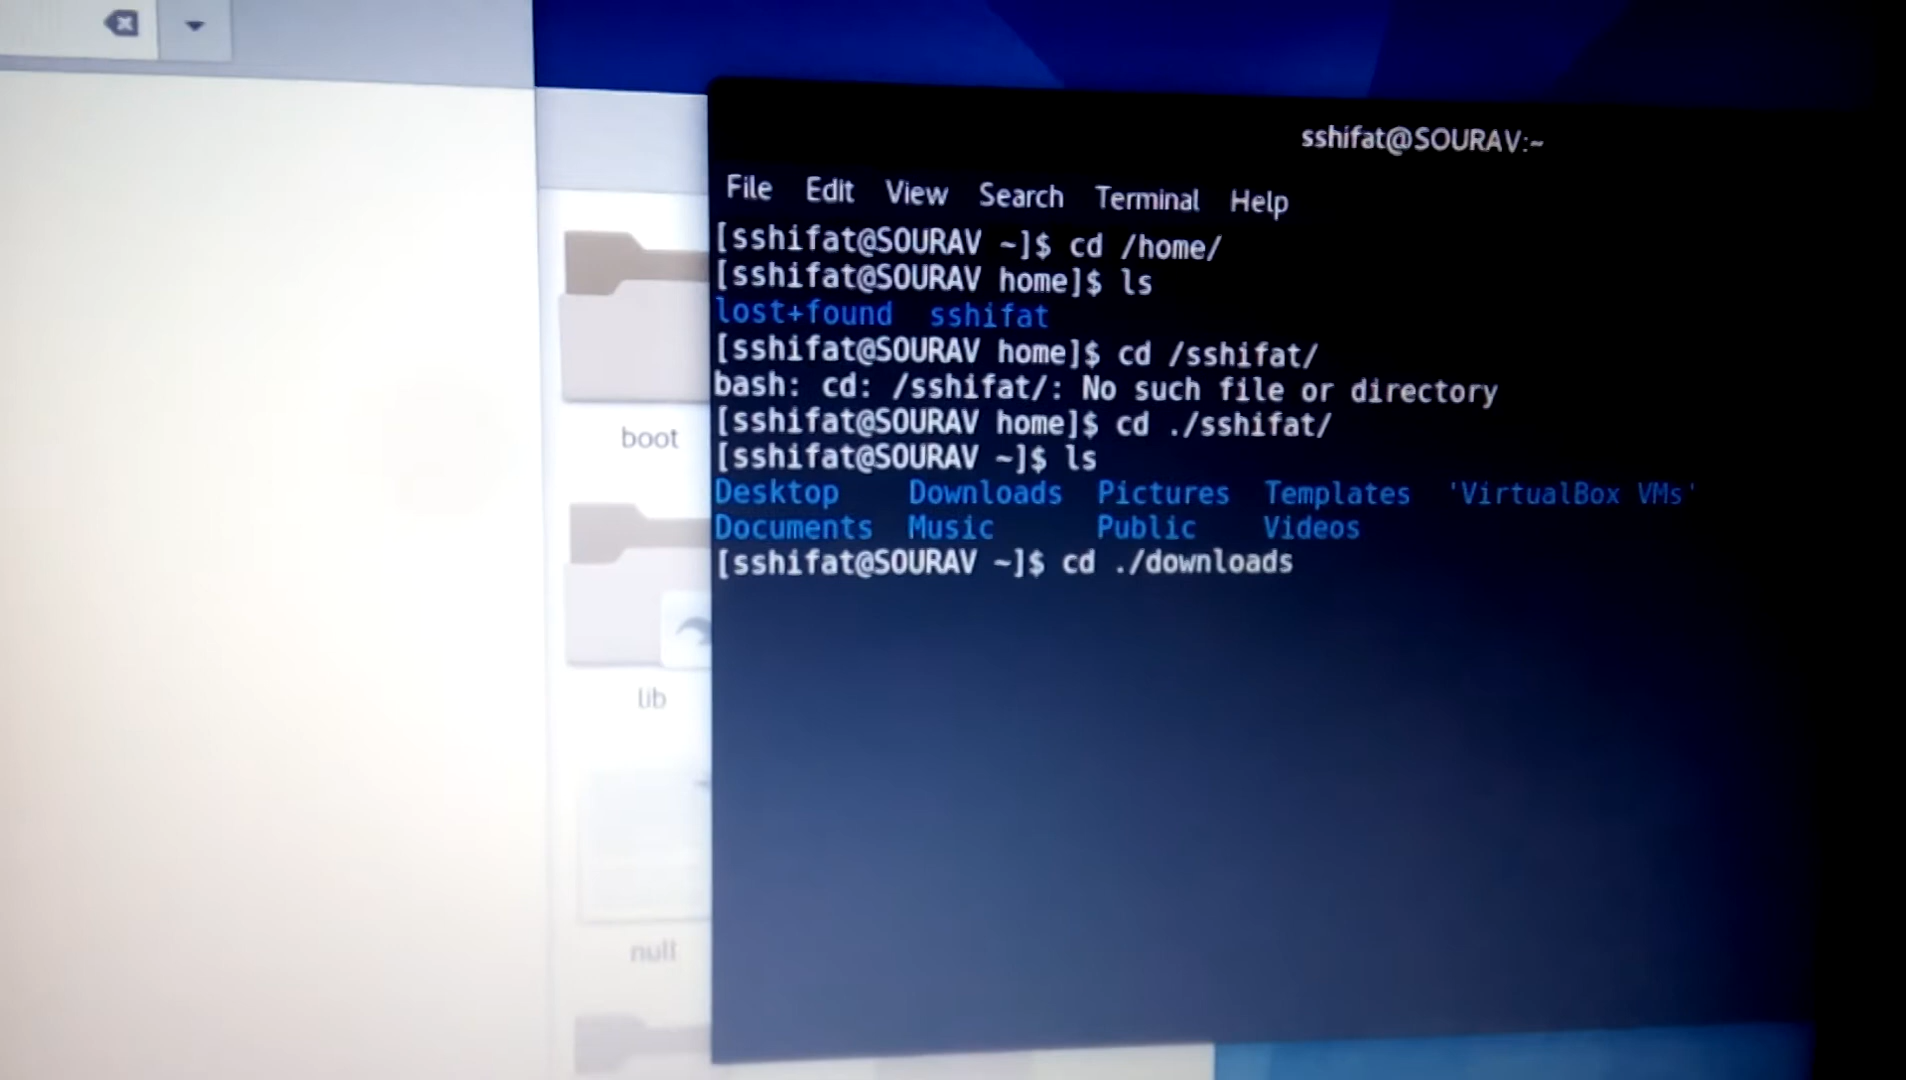 sshifat@SOURAV:~
File Edit View Search Terminal Help
[sshifat@SOURAV ~]$ cd /home/
[sshifat@SOURAV home]$ ls
lost+found sshifat
[sshifat@SOURAV home]$ cd /sshifat/
bash: cd: /sshifat/: No such file or directory
[sshifat@SOURAV home]$ cd ./sshifat/
[sshifat@SOURAV ~]$ ls
Desktop Downloads Pictures Templates 'VirtualBox VMs'
Documents Music Public Videos
[sshifat@SOURAV ~]$ cd ./downloads
boot
lib
null